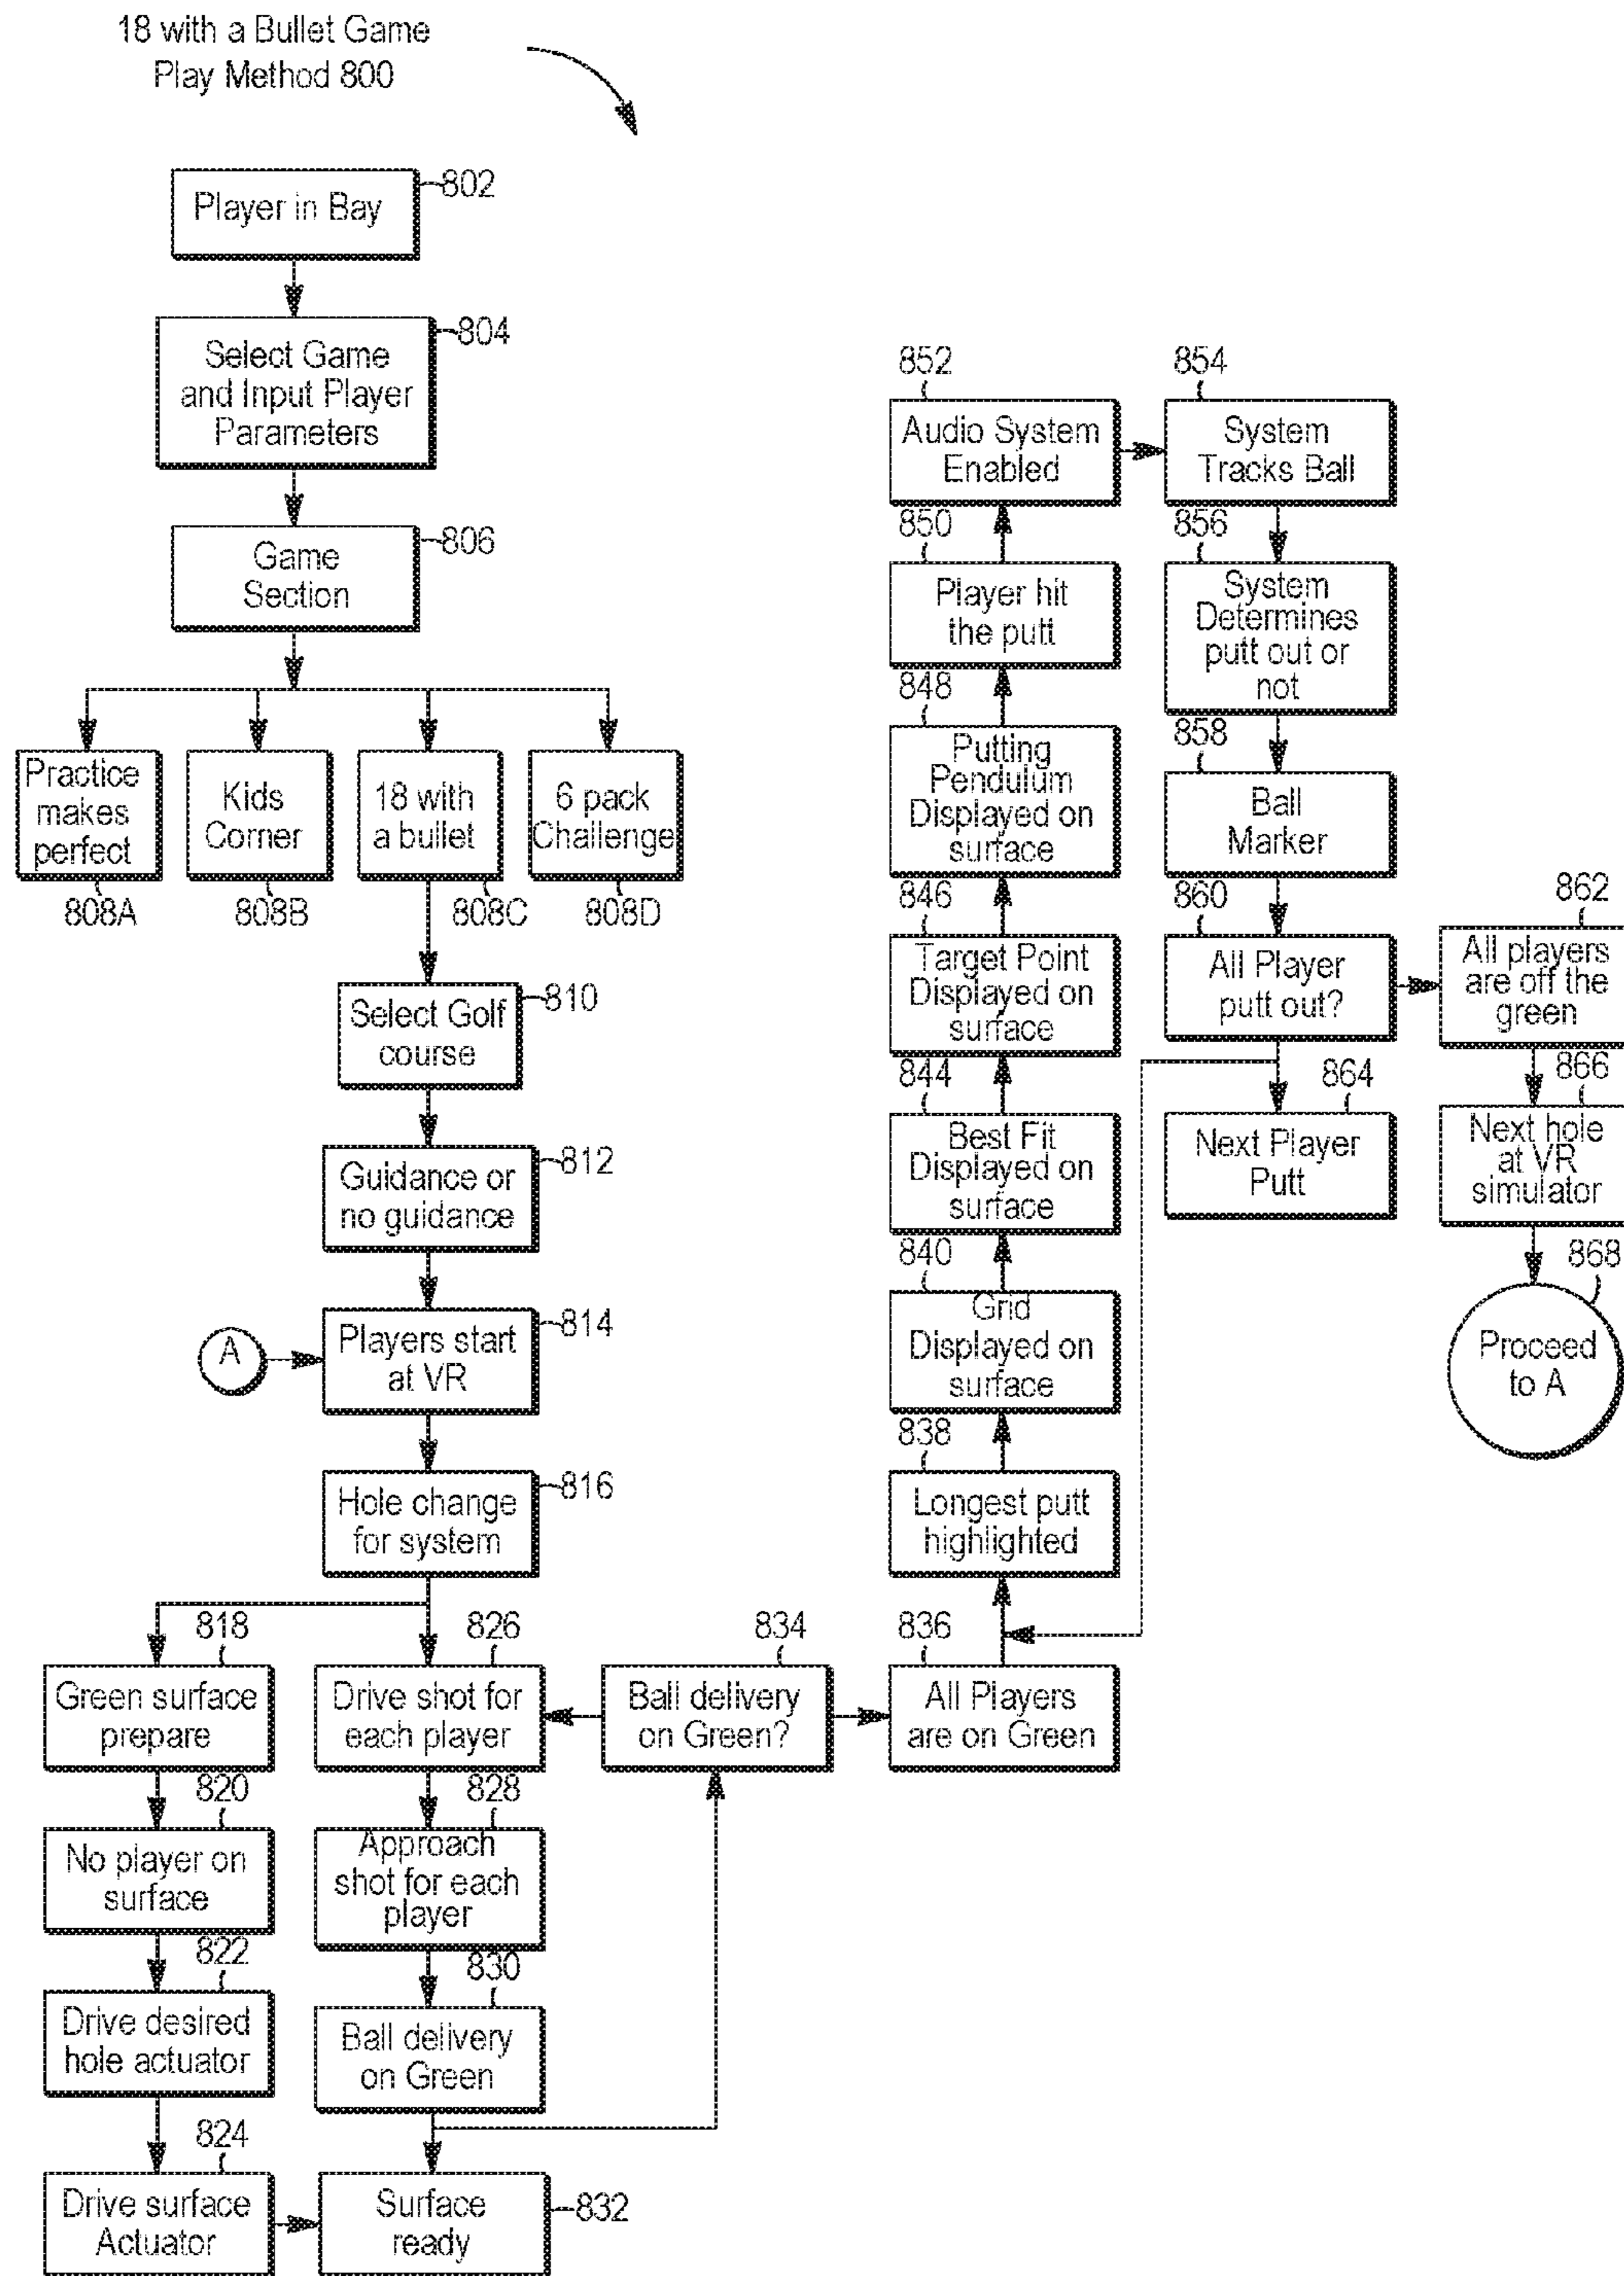 18 with a Bullet Game
Play Method 800
802
Player in Bay
804
Select Game
and Input Player
Parameters
806
Game
Section
Practice
makes
perfect
808A
Kids
Corner
808B
18 with
a bullet
808C
6 pack
Challenge
808D
810
Select Golf
course
812
Guidance or
no guidance
A
814
Players start
at VR
816
Hole change
for system
818
Green surface
prepare
820
No player on
surface
822
Drive desired
hole actuator
824
Drive surface
Actuator
826
Drive shot for
each player
828
Approach
shot for each
player
830
Ball delivery
on Green
832
Surface
ready
834
Ball delivery
on Green?
836
All Players
are on Green
838
Longest putt
highlighted
840
Grid
Displayed on
surface
844
Best Fit
Displayed on
surface
846
Target Point
Displayed on
surface
848
Putting
Pendulum
Displayed on
surface
850
Player hit
the putt
852
Audio System
Enabled
854
System
Tracks Ball
856
System
Determines
putt out or
not
858
Ball
Marker
860
All Player
putt out?
862
All players
are off the
green
864
Next Player
Putt
866
Next hole
at VR
simulator
868
Proceed
to A